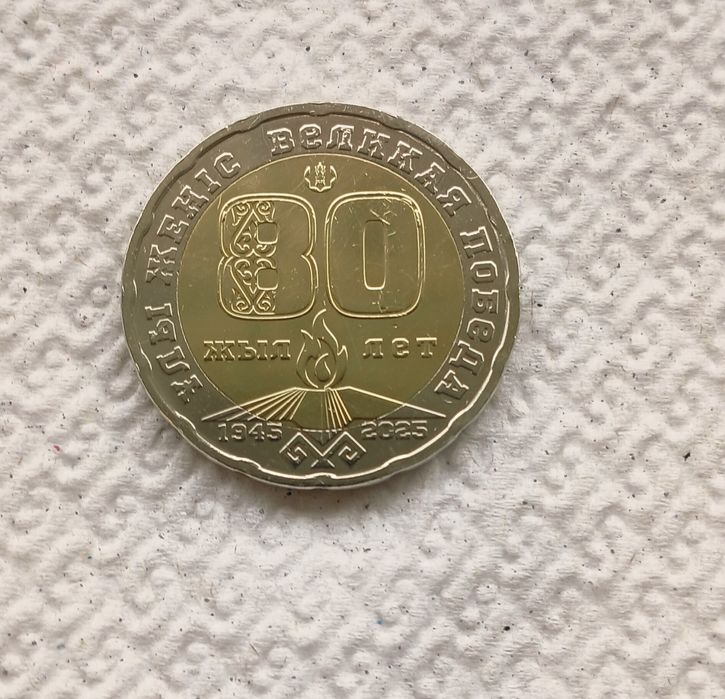 ҰЛЫ ЖЕҢІС ВЕЛИКАЯ ПОБЕДА
80
ЖЫЛ ЛЕТ
1945 2025